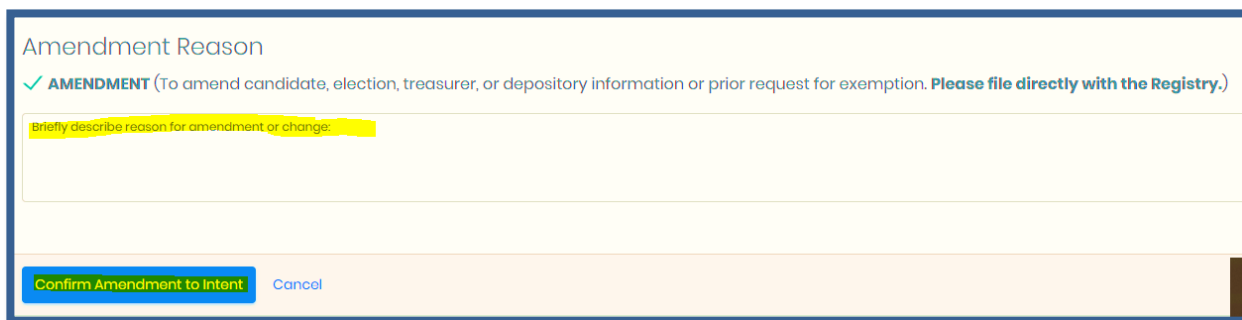 Amendment Reason
✓ AMENDMENT (To amend candidate, election, treasurer, or depository information or prior request for exemption. Please file directly with the Registry.)
Briefly describe reason for amendment or change:
Confirm Amendment to Intent Cancel